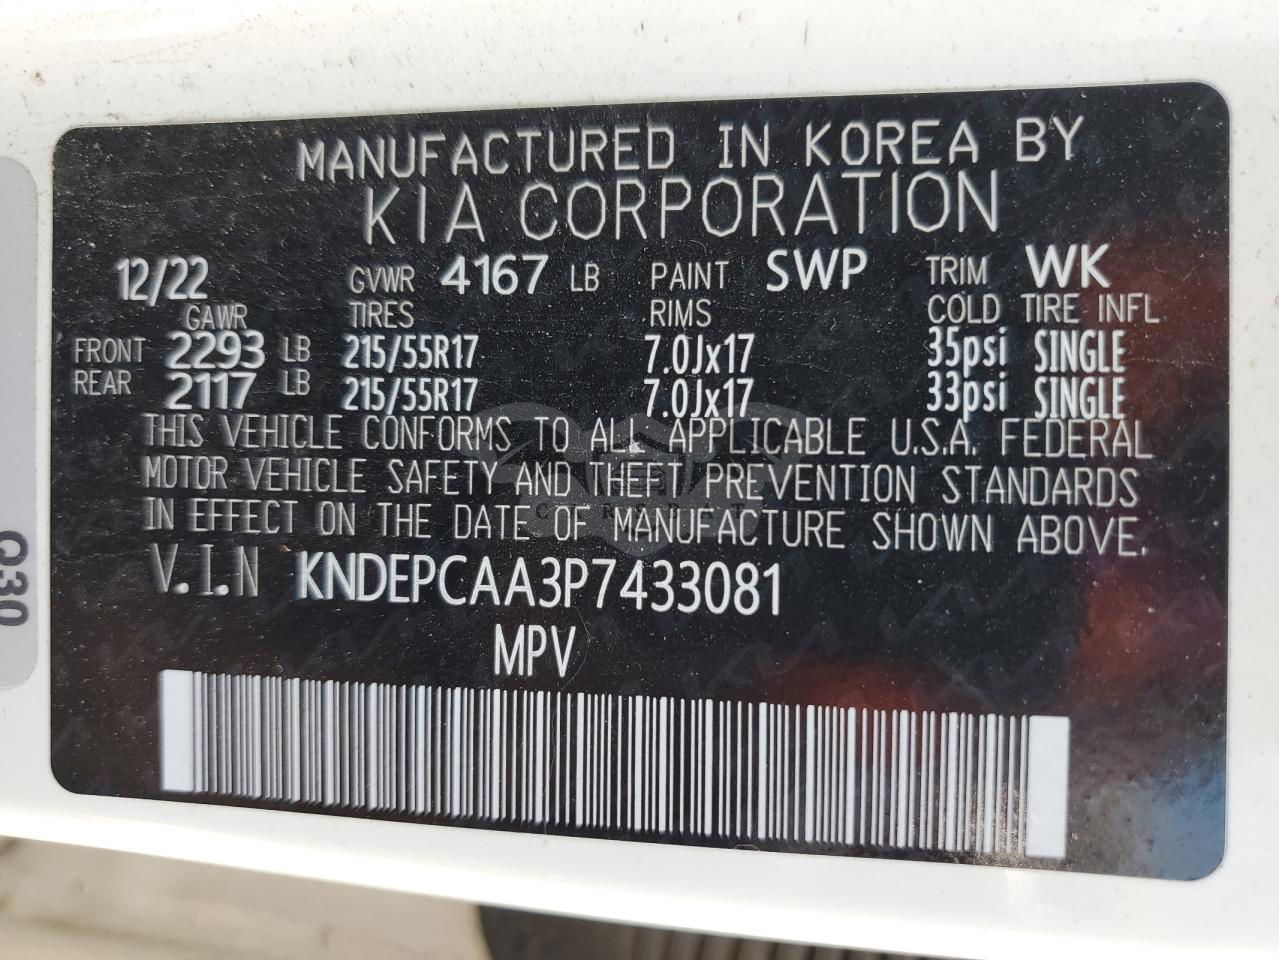 MANUFACTURED IN KOREA BY
KIA CORPORATION
12/22 GVWR 4167 LB PAINT SWP TRIM WK
GAWR TIRES RIMS COLD TIRE INFL
FRONT 2293 LB 215/55R17 7.0Jx17 35psi SINGLE
REAR 2117 LB 215/55R17 7.0Jx17 33psi SINGLE
THIS VEHICLE CONFORMS TO ALL APPLICABLE U.S.A. FEDERAL
MOTOR VEHICLE SAFETY AND THEFT PREVENTION STANDARDS
IN EFFECT ON THE DATE OF MANUFACTURE SHOWN ABOVE.
V.I.N KNDEPCAA3P7433081
MPV